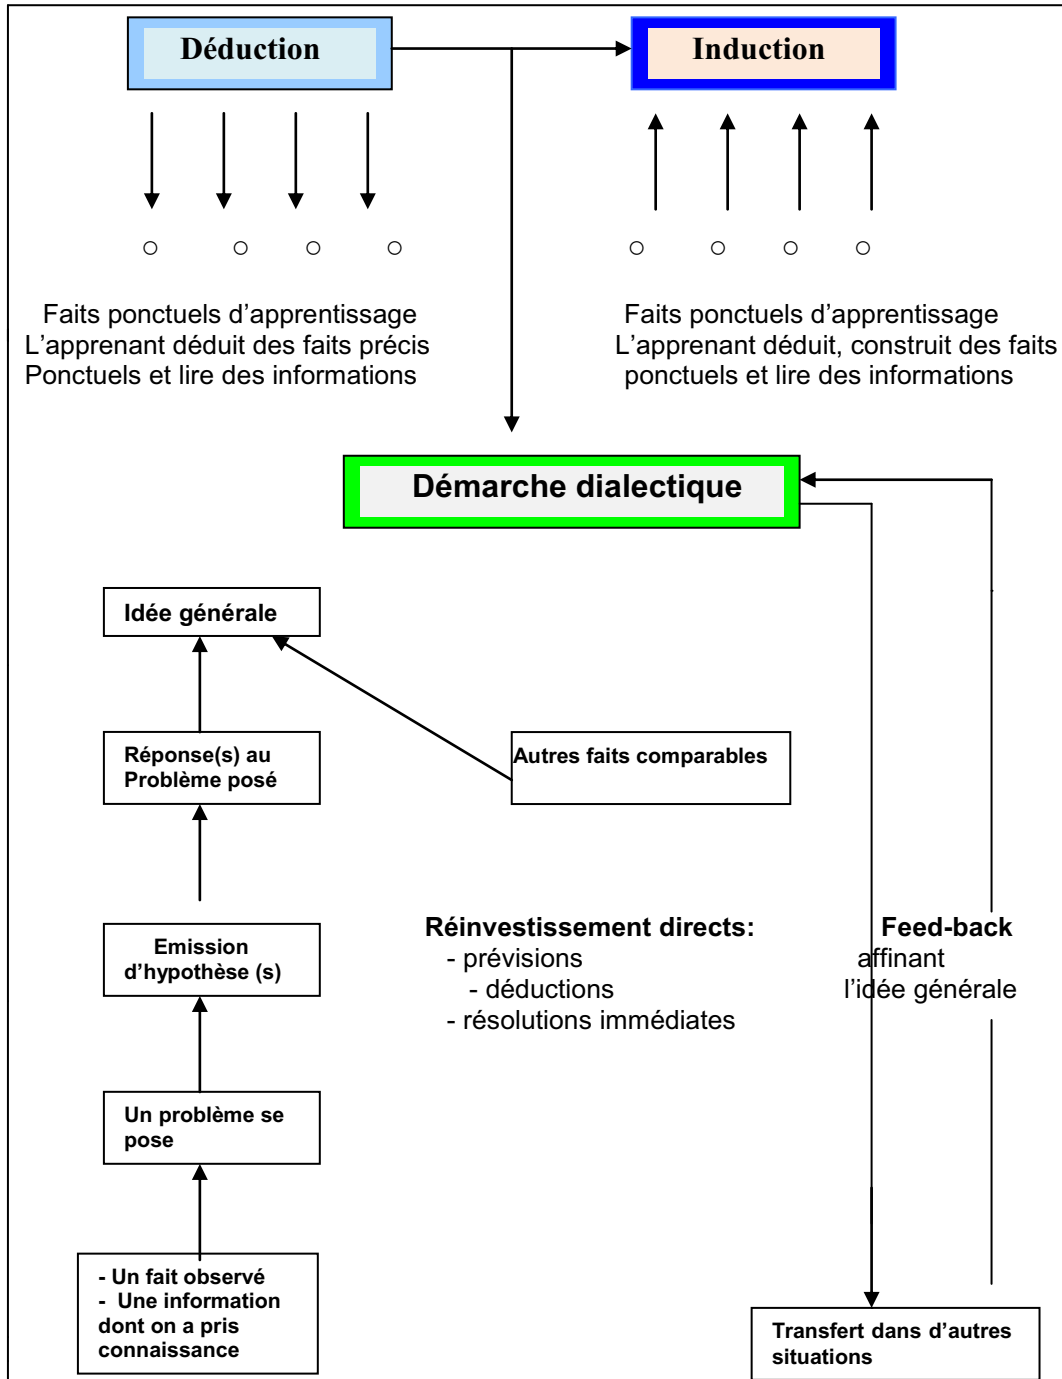 Déduction
Induction
○ ○ ○ ○
○ ○ ○ ○
Faits ponctuels d’apprentissage
L’apprenant déduit des faits précis
Ponctuels et lire des informations
Faits ponctuels d’apprentissage
L’apprenant déduit, construit des faits
ponctuels et lire des informations
Démarche dialectique
Idée générale
Réponse(s) au
Problème posé
Autres faits comparables
Emission
d’hypothèse (s)
Réinvestissement directs:
- prévisions
- déductions
- résolutions immédiates
Feed-back
affinant
l’idée générale
Un problème se
pose
- Un fait observé
- Une information
dont on a pris
connaissance
Transfert dans d’autres
situations